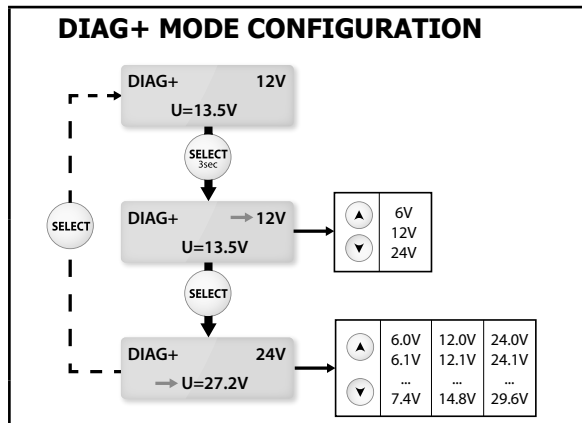 DIAG+ MODE CONFIGURATION
DIAG+ 12V
U=13.5V
SELECT
3sec
SELECT
DIAG+ 12V
U=13.5V
6V
12V
24V
SELECT
DIAG+ 24V
U=27.2V
6.0V 12.0V 24.0V
6.1V 12.1V 24.1V
... ... ...
7.4V 14.8V 29.6V